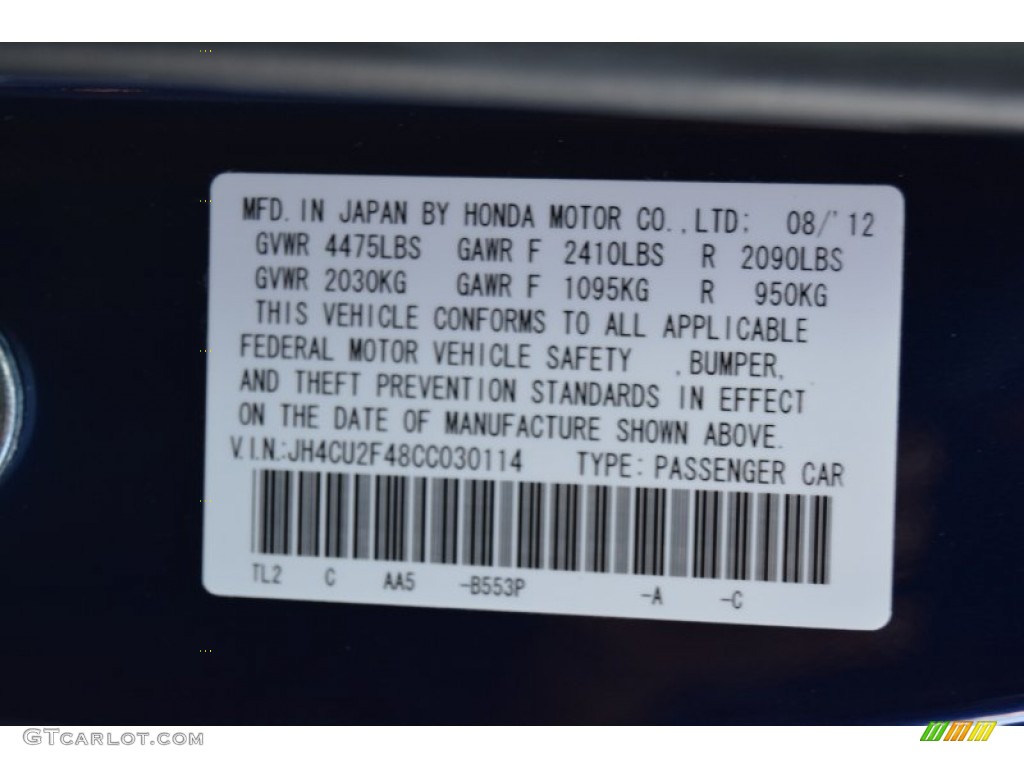 MFD. IN JAPAN BY HONDA MOTOR CO.,LTD; 08/'12
GVWR 4475LBS GAWR F 2410LBS R 2090LBS
GVWR 2030KG GAWR F 1095KG R 950KG
THIS VEHICLE CONFORMS TO ALL APPLICABLE
FEDERAL MOTOR VEHICLE SAFETY ,BUMPER,
AND THEFT PREVENTION STANDARDS IN EFFECT
ON THE DATE OF MANUFACTURE SHOWN ABOVE.
V.I.N.:JH4CU2F48CC030114 TYPE: PASSENGER CAR
TL2 C AA5 -B553P -A -C
GTCarlot.com